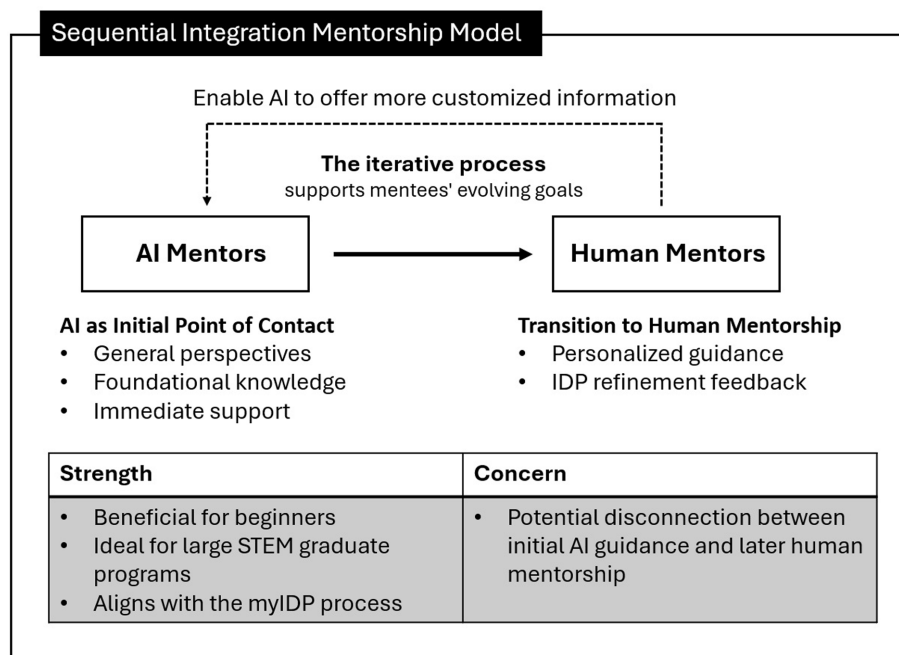 Sequential Integration Mentorship Model
Enable AI to offer more customized information
The iterative process
supports mentees' evolving goals
AI Mentors
Human Mentors
AI as Initial Point of Contact
• General perspectives
• Foundational knowledge
• Immediate support
Transition to Human Mentorship
• Personalized guidance
• IDP refinement feedback
Strength
• Beneficial for beginners
• Ideal for large STEM graduate
programs
• Aligns with the myIDP process
Concern
• Potential disconnection between
initial AI guidance and later human
mentorship